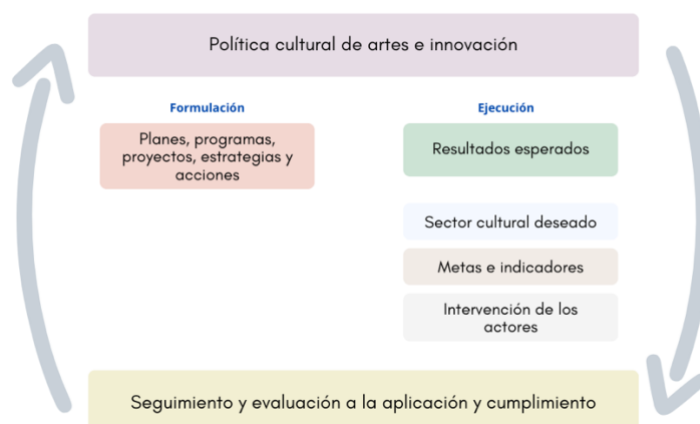 Política cultural de artes e innovación
Formulación
Planes, programas,
proyectos, estrategias y
acciones
Ejecución
Resultados esperados
Sector cultural deseado
Metas e indicadores
Intervención de los
actores
Seguimiento y evaluación a la aplicación y cumplimiento